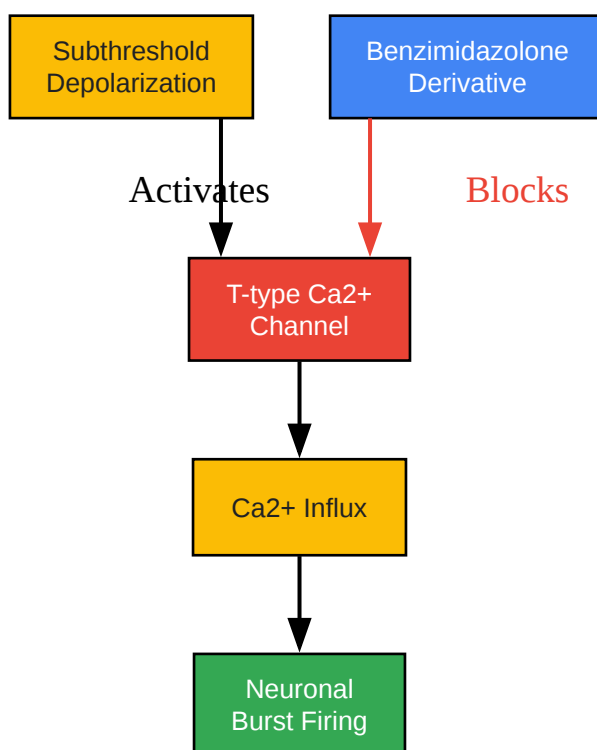 Subthreshold
Depolarization
Benzimidazolone
Derivative
Activates
Blocks
T-type Ca2+
Channel
Ca2+ Influx
Neuronal
Burst Firing